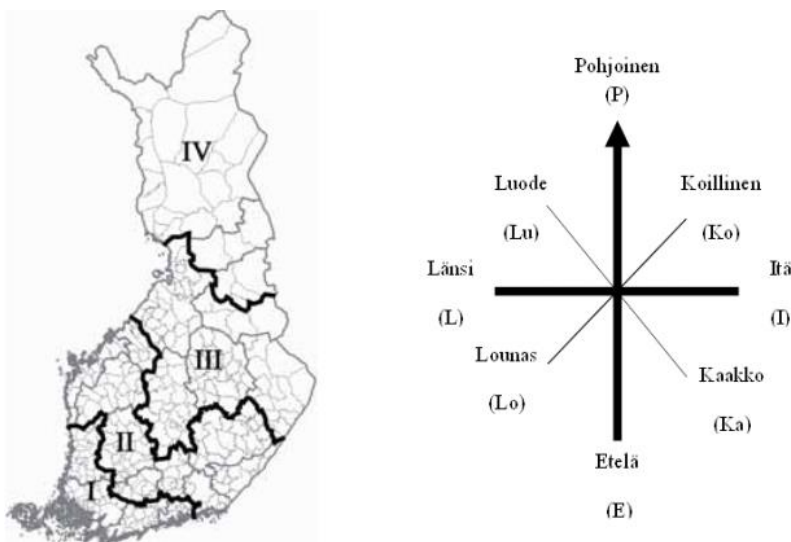 IV
III
II
I
Pohjoinen
(P)
Luode
(Lu)
Koillinen
(Ko)
Länsi
(L)
Itä
(I)
Lounas
(Lo)
Kaakko
(Ka)
Etelä
(E)